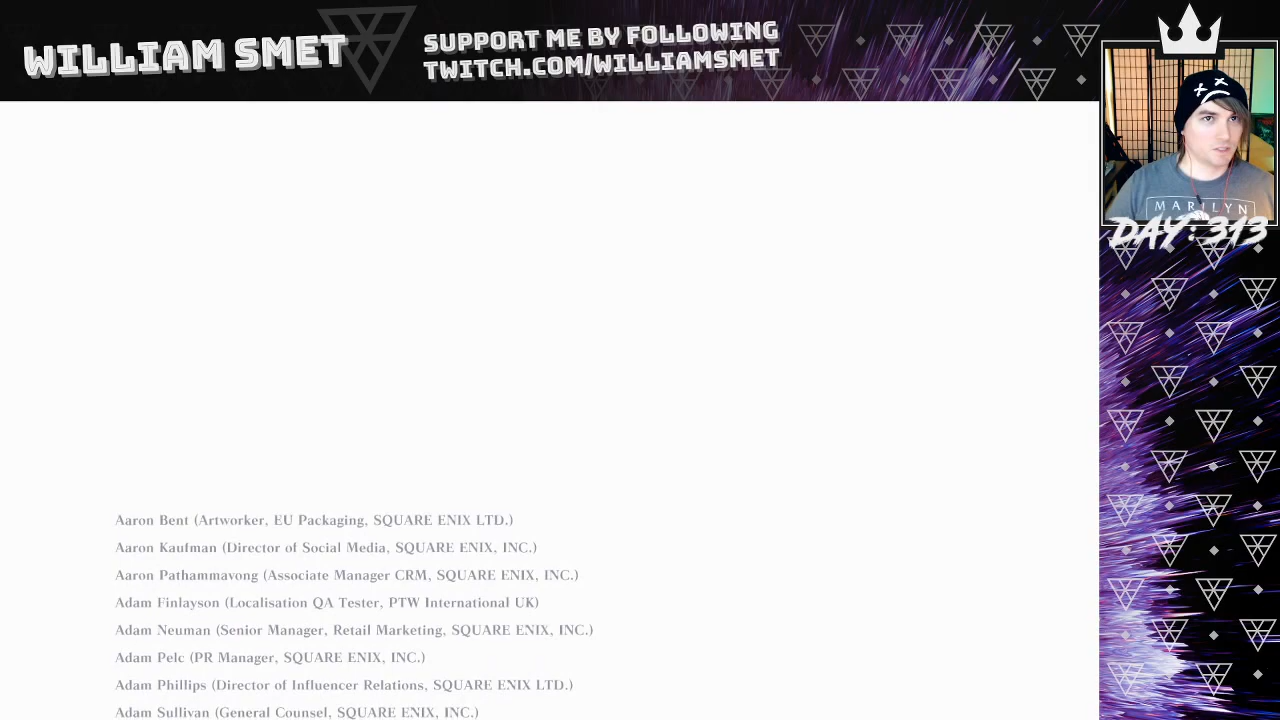 WILLIAM SMET
SUPPORT ME BY FOLLOWING
TWITCH.COM/WILLIAMSMET
MARILYN
DAY: 313
Aaron Bent (Artworker, EU Packaging, SQUARE ENIX LTD.)
Aaron Kaufman (Director of Social Media, SQUARE ENIX, INC.)
Aaron Pathammavong (Associate Manager CRM, SQUARE ENIX, INC.)
Adam Finlayson (Localisation QA Tester, PTW International UK)
Adam Neuman (Senior Manager, Retail Marketing, SQUARE ENIX, INC.)
Adam Pelc (PR Manager, SQUARE ENIX, INC.)
Adam Phillips (Director of Influencer Relations, SQUARE ENIX LTD.)
Adam Sullivan (General Counsel, SQUARE ENIX, INC.)